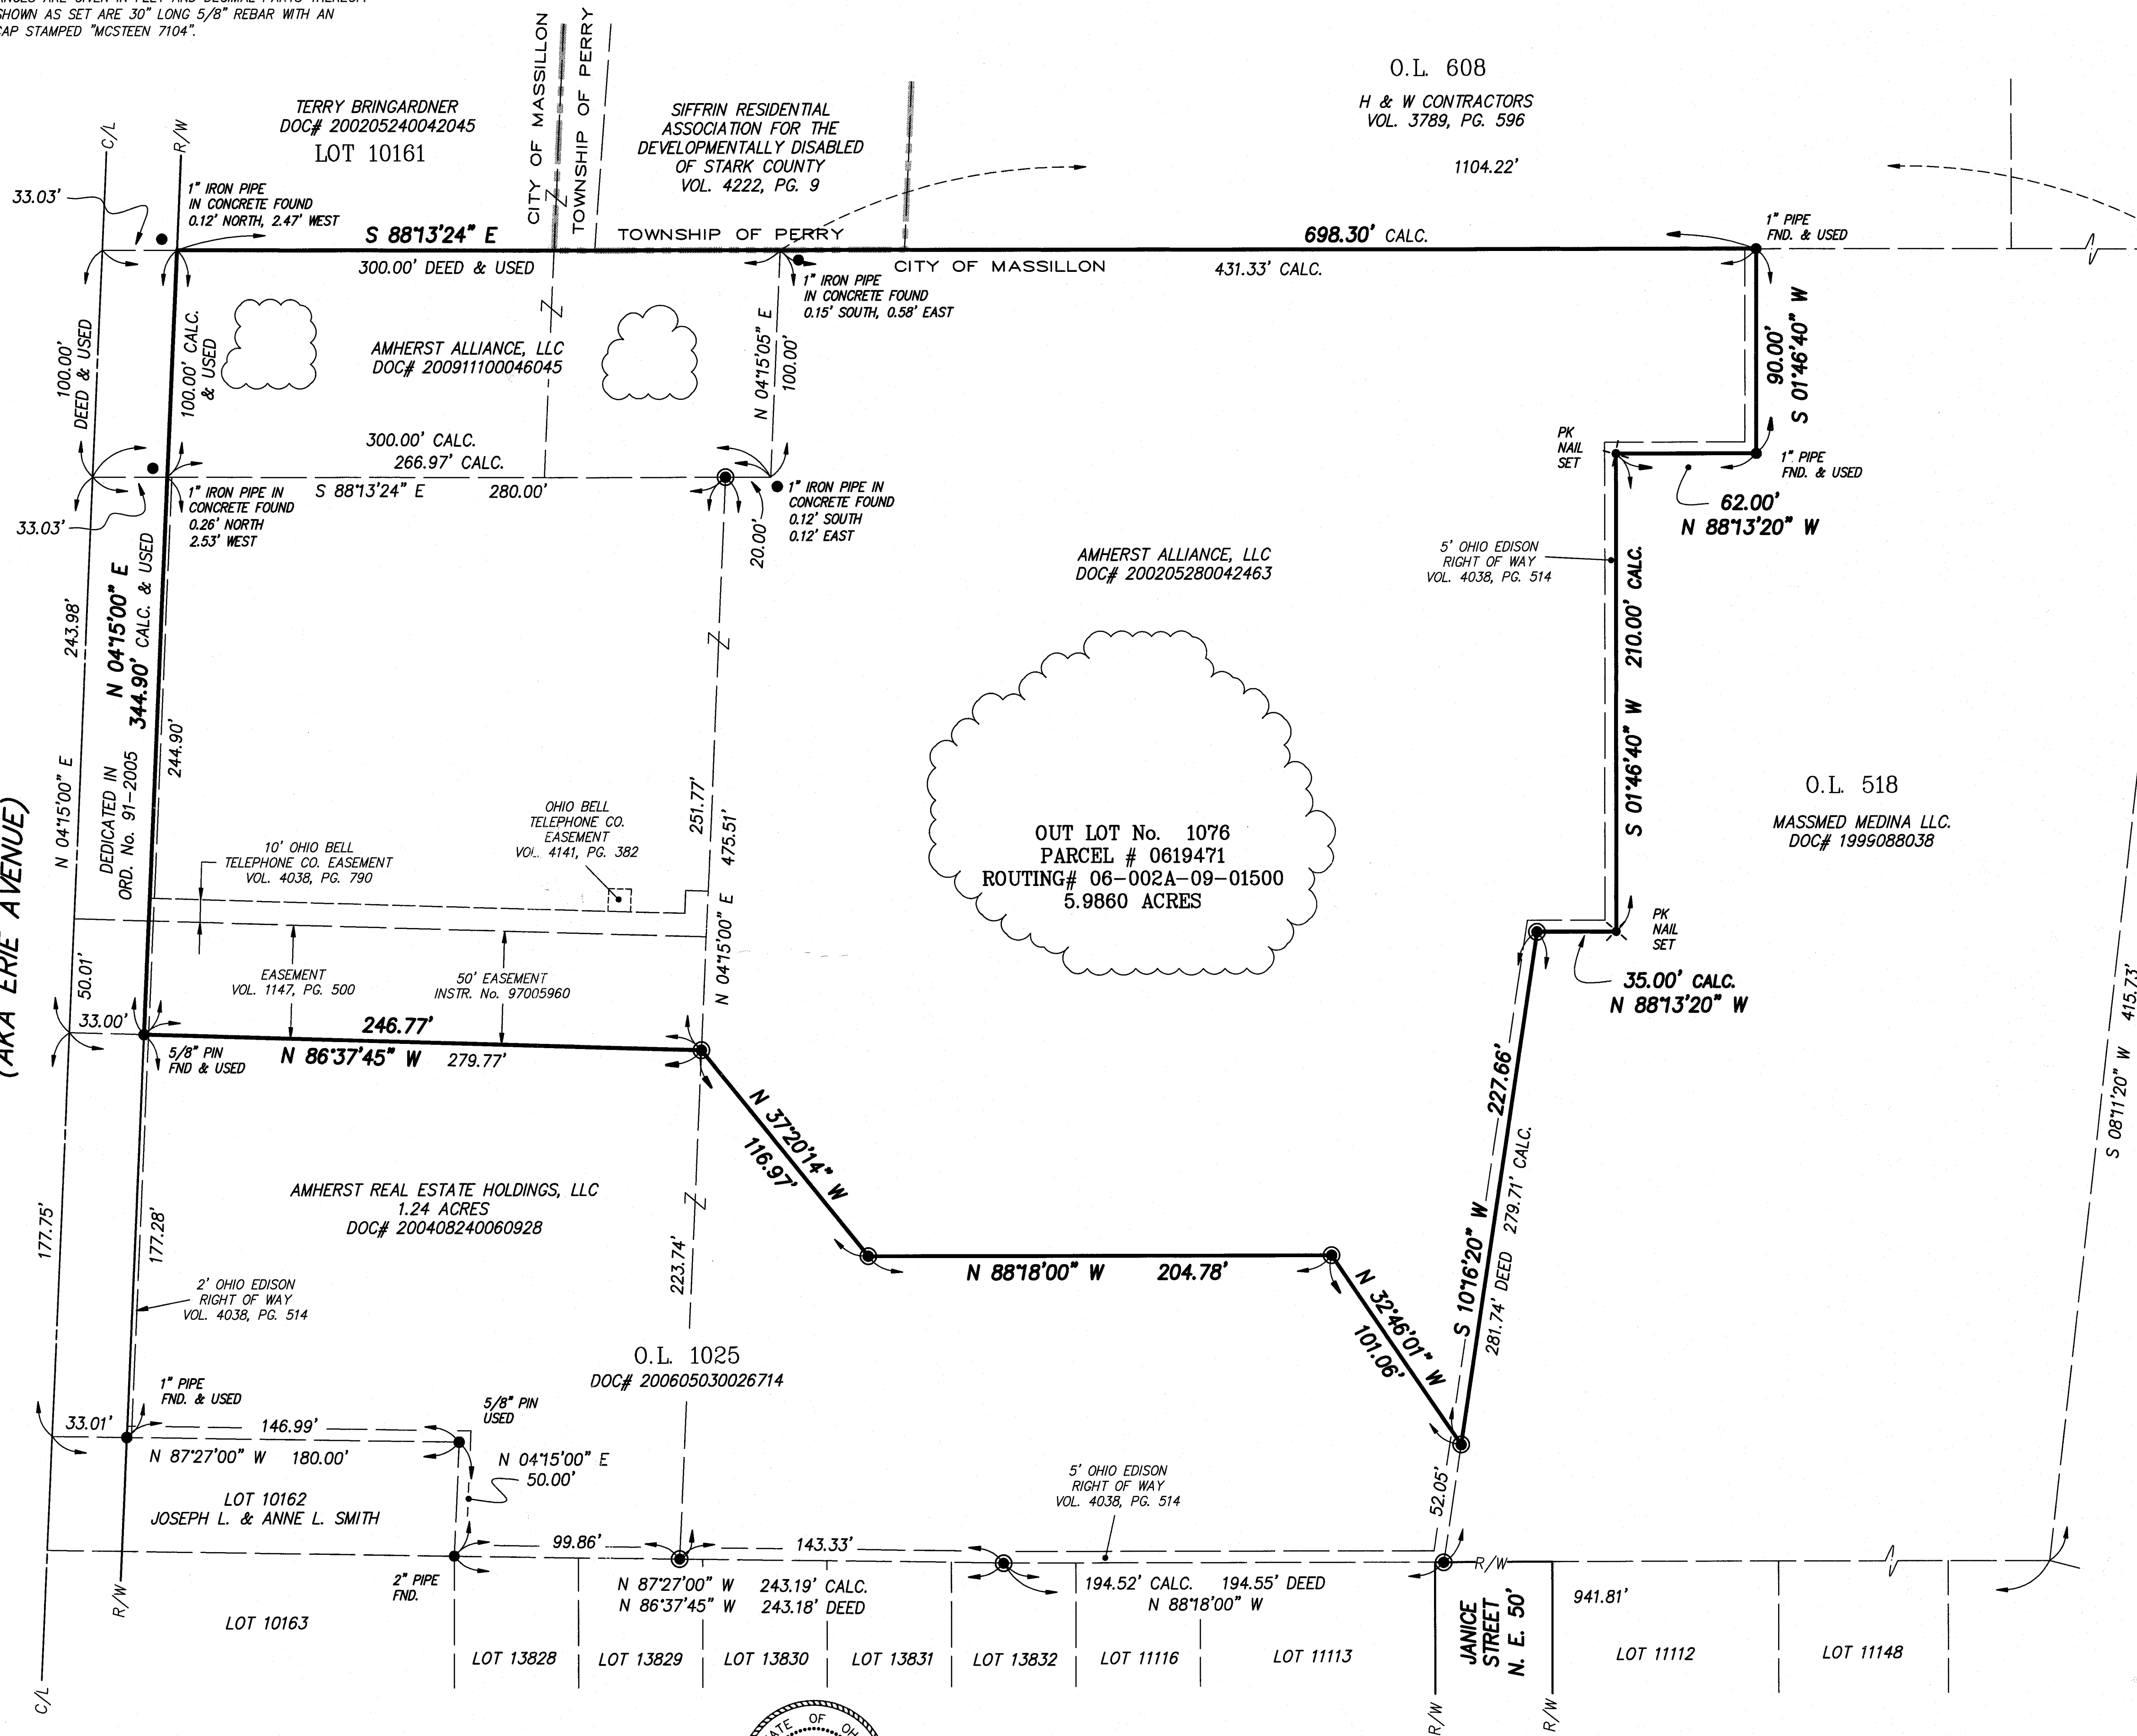 SHOWN AS SET ARE 30" LONG 5/8" REBAR WITH AN
CAP STAMPED "MCSTEEN 7104".
C/L
R/W
TERRY BRINGARDNER
DOC# 200205240042045
LOT 10161
CITY OF MASSILLON
TOWNSHIP OF PERRY
SIFFRIN RESIDENTIAL
ASSOCIATION FOR THE
DEVELOPMENTALLY DISABLED
OF STARK COUNTY
VOL. 4222, PG. 9
O.L. 608
H & W CONTRACTORS
VOL. 3789, PG. 596
1104.22'
33.03'
1" IRON PIPE
IN CONCRETE FOUND
0.12' NORTH, 2.47' WEST
S 88°13'24" E
300.00' DEED & USED
TOWNSHIP OF PERRY
CITY OF MASSILLON
698.30' CALC.
431.33' CALC.
1" PIPE
FND. & USED
1" IRON PIPE
IN CONCRETE FOUND
0.15' SOUTH, 0.58' EAST
100.00'
DEED & USED
100.00' CALC.
& USED
AMHERST ALLIANCE, LLC
DOC# 200911100046045
N 04°15'05" E
100.00'
90.00'
S 01°46'40" W
300.00' CALC.
266.97' CALC.
S 88°13'24" E 280.00'
33.03'
1" IRON PIPE IN
CONCRETE FOUND
0.26' NORTH
2.53' WEST
1" IRON PIPE IN
CONCRETE FOUND
0.12' SOUTH
0.12' EAST
20.00'
PK
NAIL
SET
1" PIPE
FND. & USED
62.00'
N 88°13'20" W
AMHERST ALLIANCE, LLC
DOC# 200205280042463
5' OHIO EDISON
RIGHT OF WAY
VOL. 4038, PG. 514
S 01°46'40" W 210.00' CALC.
243.98'
N 04°15'00" E
N 04°15'00" E
344.90' CALC. & USED
244.90'
DEDICATED IN
ORD. No. 91-2005
(AKA ERIE AVENUE)
251.77'
N 04°15'00" E 475.51'
OHIO BELL
TELEPHONE CO.
EASEMENT
VOL. 4141, PG. 382
10' OHIO BELL
TELEPHONE CO. EASEMENT
VOL. 4038, PG. 790
OUT LOT No. 1076
PARCEL # 0619471
ROUTING# 06-002A-09-01500
5.9860 ACRES
O.L. 518
MASSMED MEDINA LLC.
DOC# 1999088038
PK
NAIL
SET
35.00' CALC.
N 88°13'20" W
S 08°11'20" W 415.73'
50.01'
EASEMENT
VOL. 1147, PG. 500
50' EASEMENT
INSTR. No. 97005960
33.00'
5/8" PIN
FND & USED
246.77'
N 86°37'45" W 279.77'
N 37°20'14" W
116.97'
N 88°18'00" W 204.78'
N 32°46'01" W
101.06'
S 10°16'20" W 227.66'
281.74' DEED 279.71' CALC.
177.75'
177.28'
AMHERST REAL ESTATE HOLDINGS, LLC
1.24 ACRES
DOC# 200408240060928
223.74'
2' OHIO EDISON
RIGHT OF WAY
VOL. 4038, PG. 514
O.L. 1025
DOC# 200605030026714
1" PIPE
FND. & USED
33.01'
146.99'
N 87°27'00" W 180.00'
5/8" PIN
USED
N 04°15'00" E
50.00'
LOT 10162
JOSEPH L. & ANNE L. SMITH
5' OHIO EDISON
RIGHT OF WAY
VOL. 4038, PG. 514
52.05'
99.86'
143.33'
2" PIPE
FND.
N 87°27'00" W 243.19' CALC.
N 86°37'45" W 243.18' DEED
194.52' CALC. 194.55' DEED
N 88°18'00" W
R/W
941.81'
JANICE
STREET
N. E. 50'
R/W
C/L
LOT 10163
LOT 13828
LOT 13829
LOT 13830
LOT 13831
LOT 13832
LOT 11116
LOT 11113
LOT 11112
LOT 11148
R/W
R/W
OF